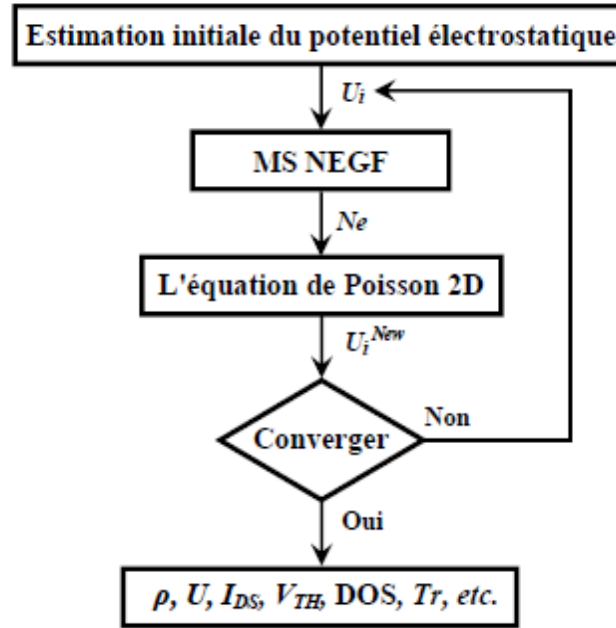 Estimation initiale du potentiel électrostatique
Ui
MS NEGF
Ne
L'équation de Poisson 2D
Ui^New
Converger
Non
Oui
ρ, U, IDS, VTH, DOS, Tr, etc.